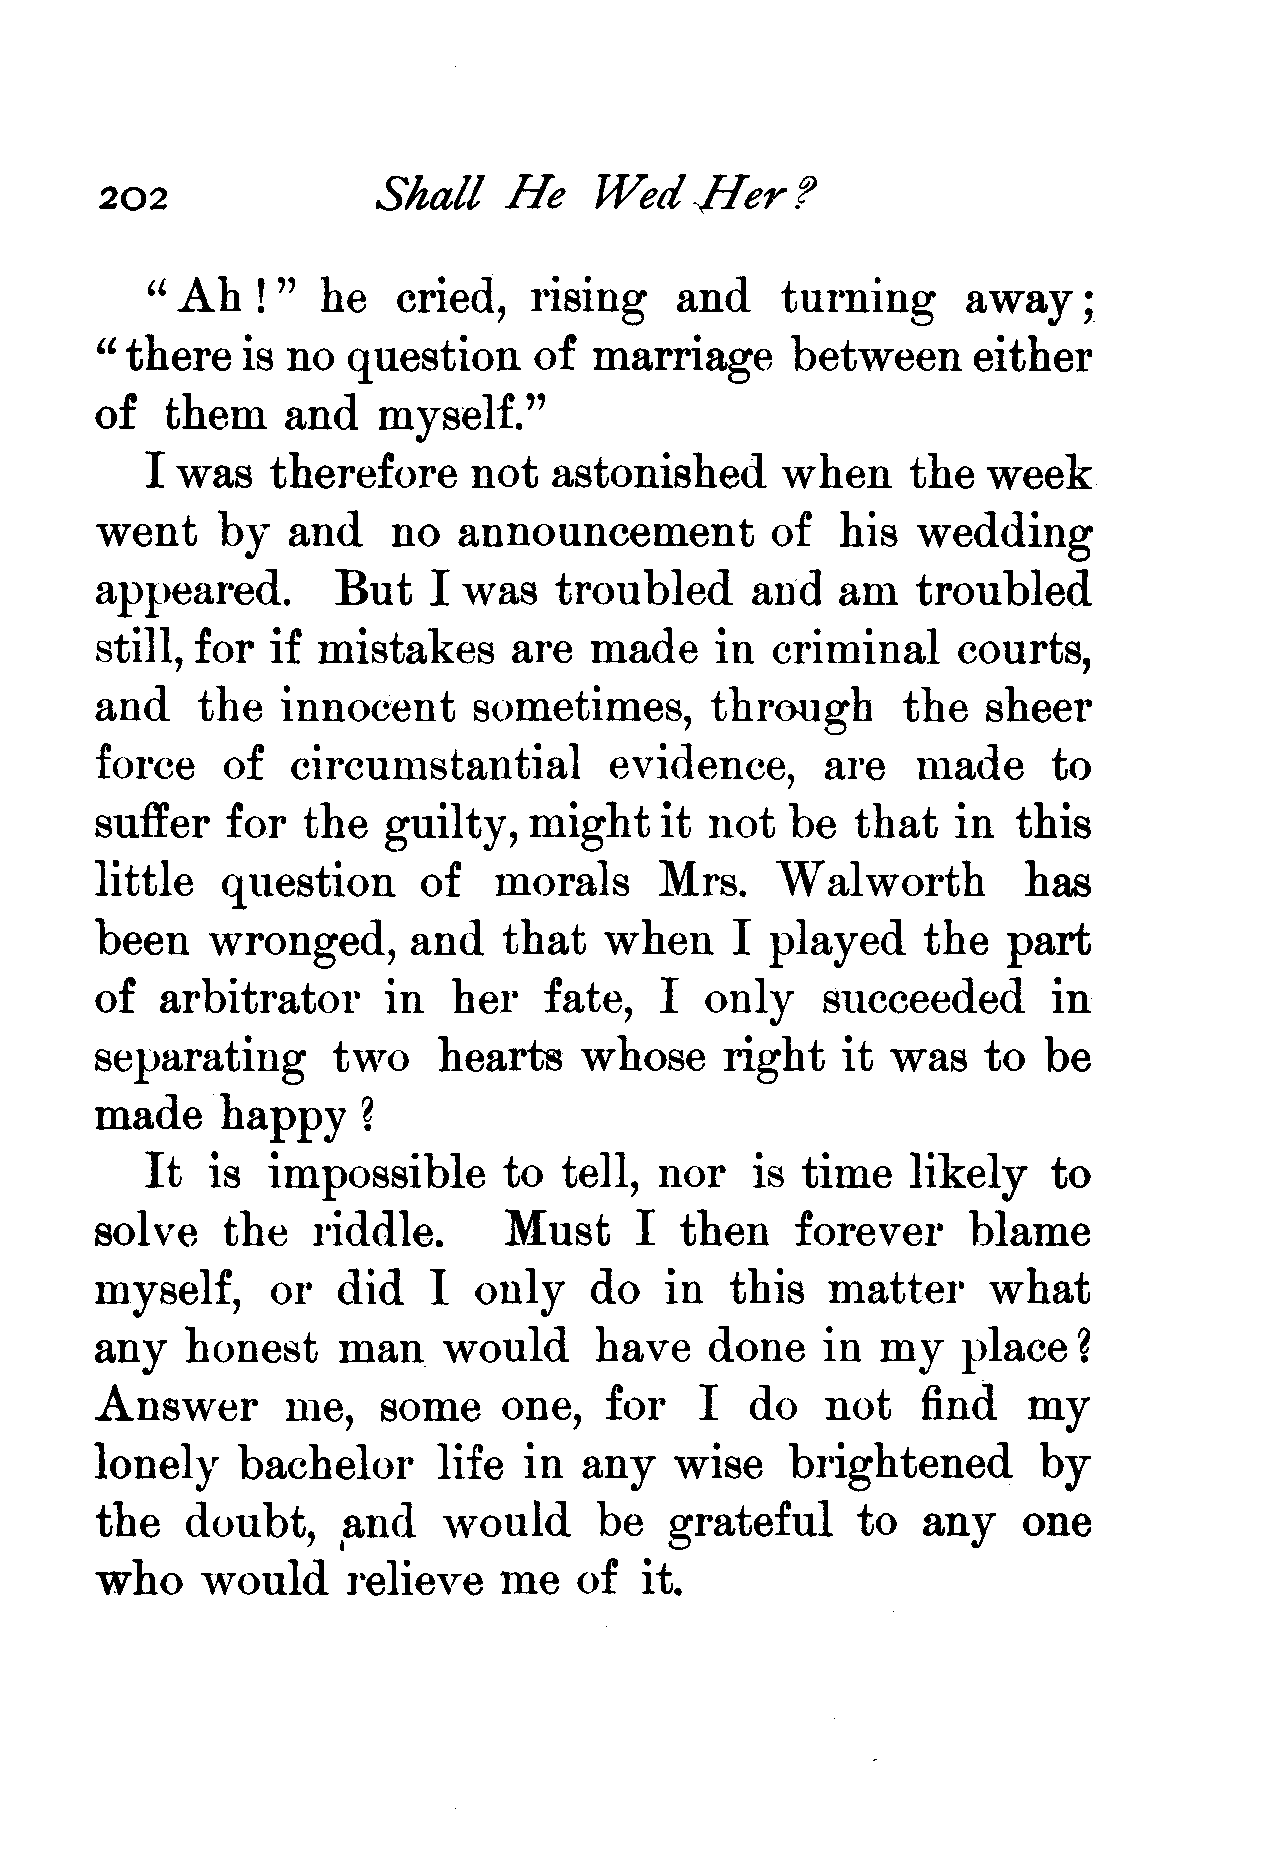 202 Shall He Wed Her?
"Ah!" he cried, rising and turning away;
"there is no question of marriage between either
of them and myself."
I was therefore not astonished when the week
went by and no announcement of his wedding
appeared. But I was troubled and am troubled
still, for if mistakes are made in criminal courts,
and the innocent sometimes, through the sheer
force of circumstantial evidence, are made to
suffer for the guilty, might it not be that in this
little question of morals Mrs. Walworth has
been wronged, and that when I played the part
of arbitrator in her fate, I only succeeded in
separating two hearts whose right it was to be
made happy?
It is impossible to tell, nor is time likely to
solve the riddle. Must I then forever blame
myself, or did I only do in this matter what
any honest man would have done in my place?
Answer me, some one, for I do not find my
lonely bachelor life in any wise brightened by
the doubt, and would be grateful to any one
who would relieve me of it.